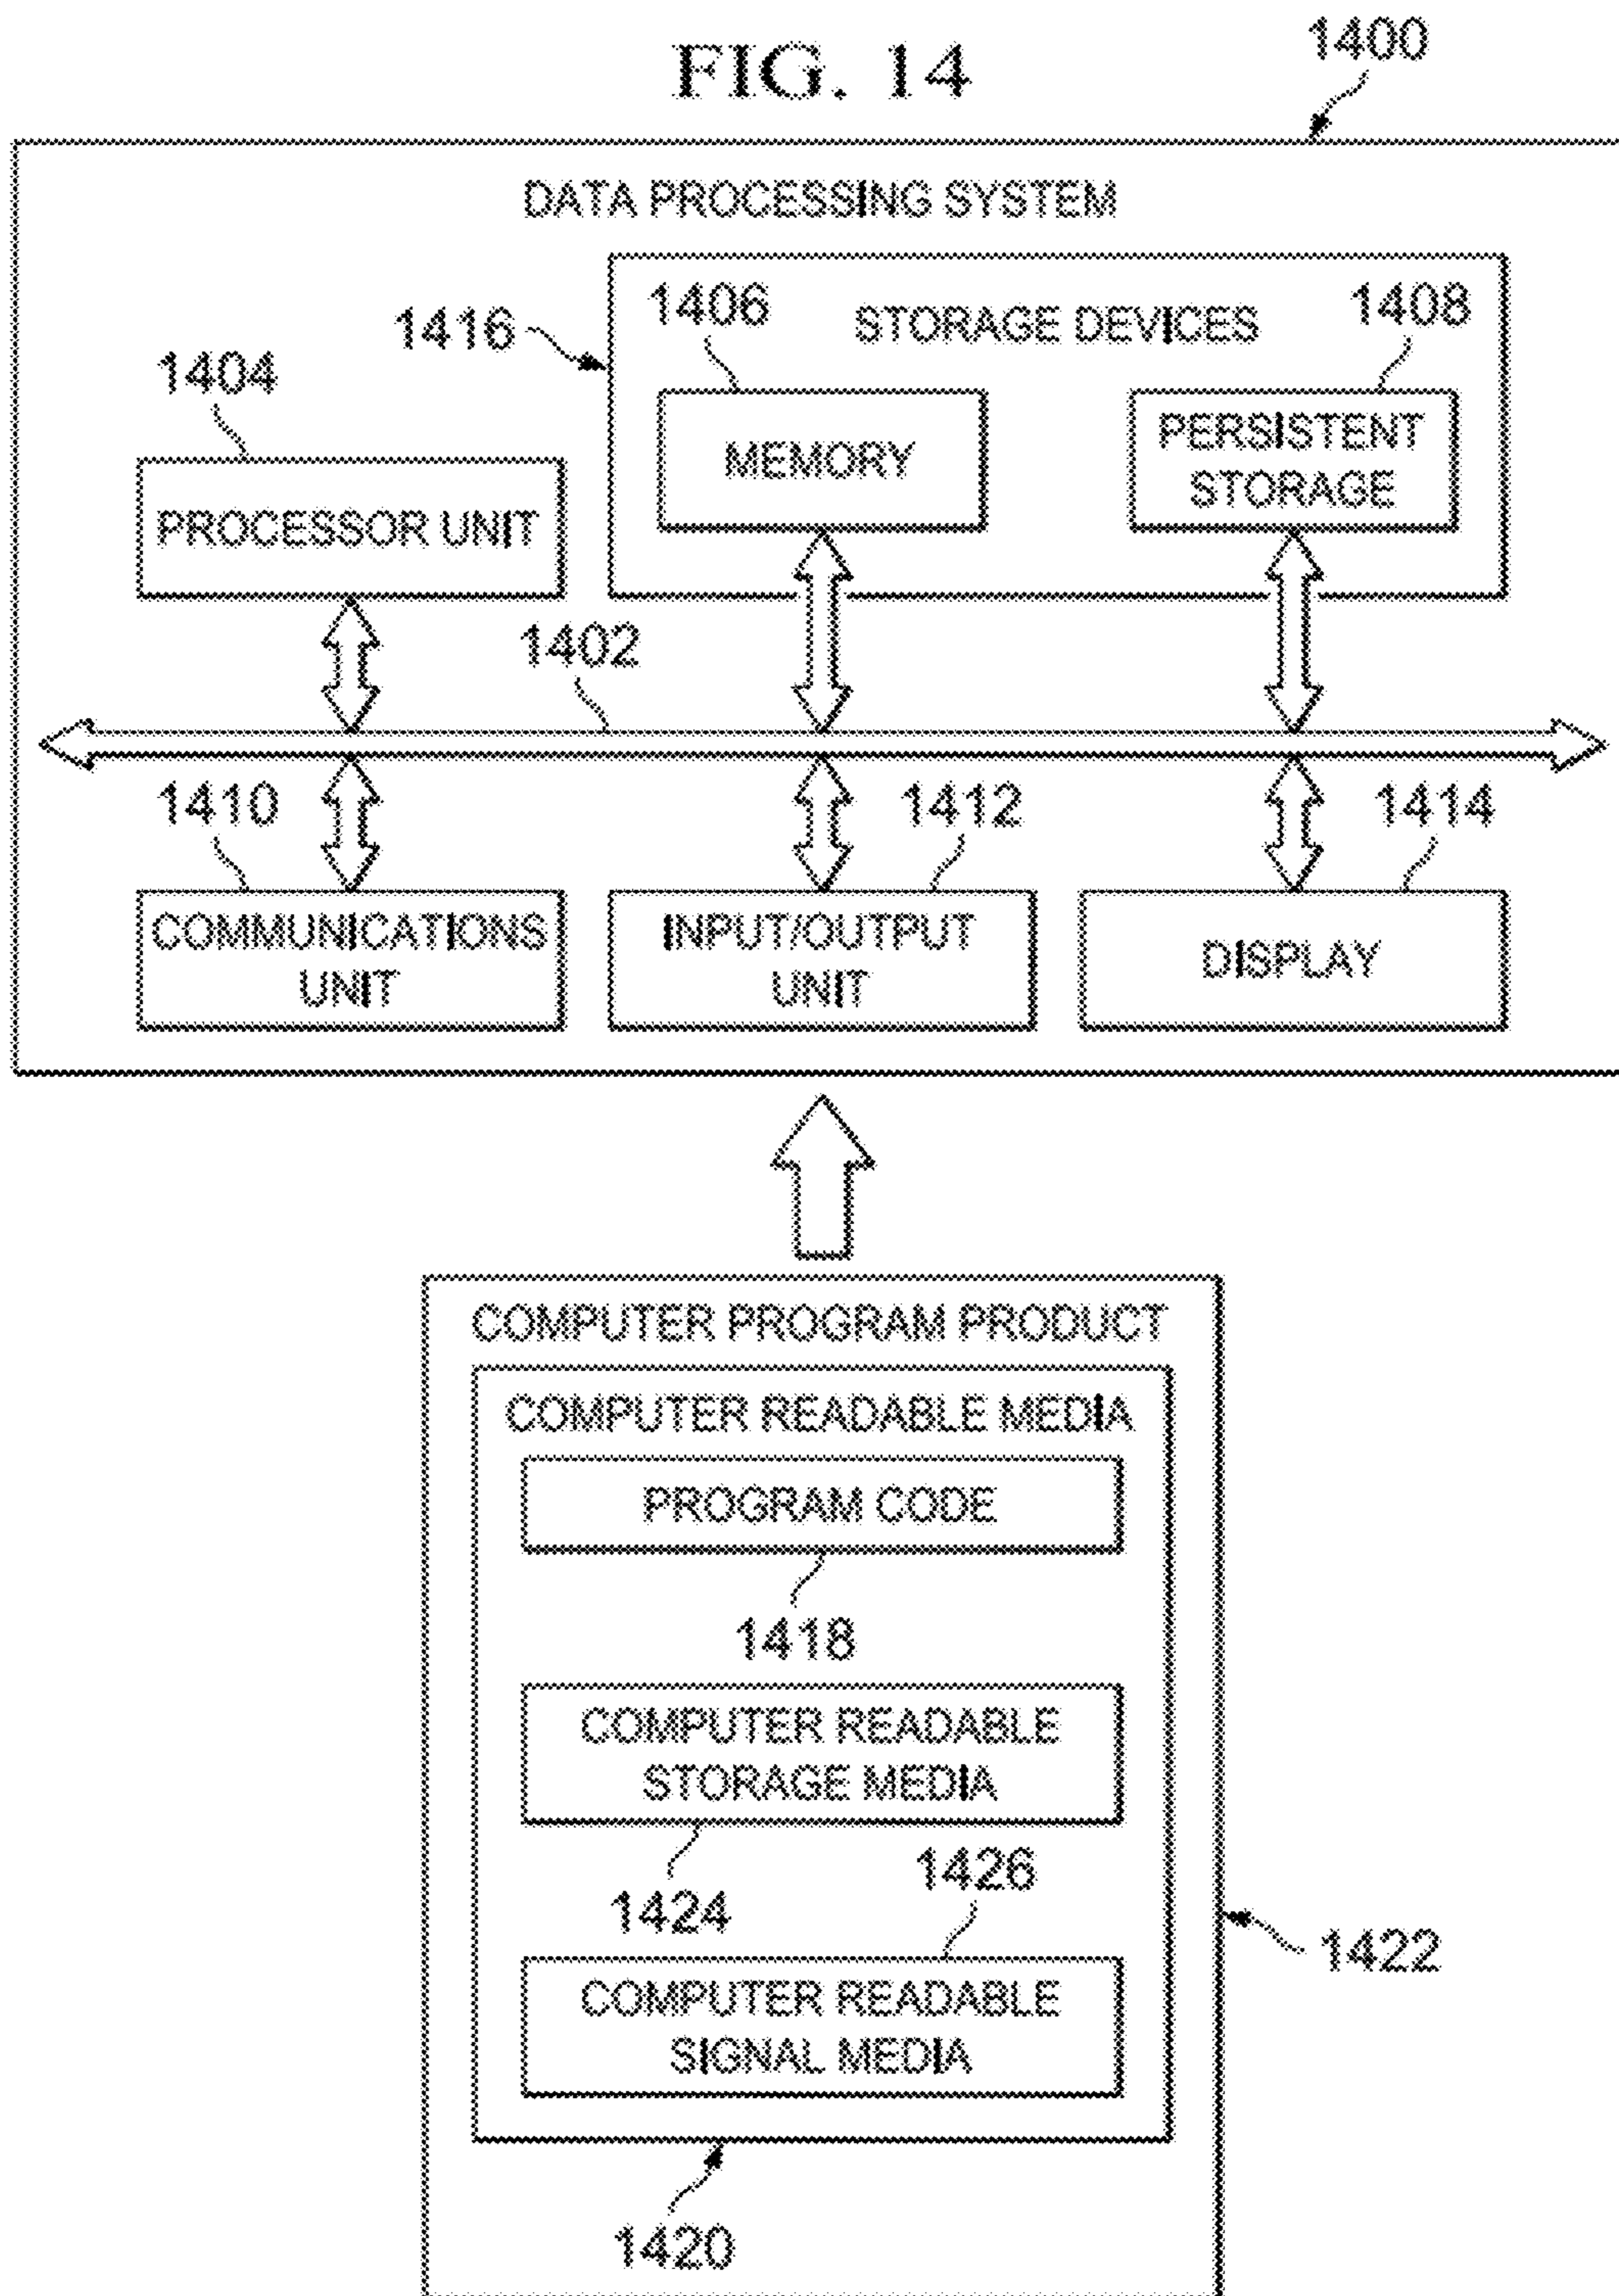 FIG. 14
1400
DATA PROCESSING SYSTEM
1416
1406
STORAGE DEVICES
1408
1404
MEMORY
PERSISTENT
STORAGE
PROCESSOR UNIT
1402
1410
1412
1414
COMMUNICATIONS
UNIT
INPUT/OUTPUT
UNIT
DISPLAY
COMPUTER PROGRAM PRODUCT
COMPUTER READABLE MEDIA
PROGRAM CODE
1418
COMPUTER READABLE
STORAGE MEDIA
1424
1426
1422
COMPUTER READABLE
SIGNAL MEDIA
1420